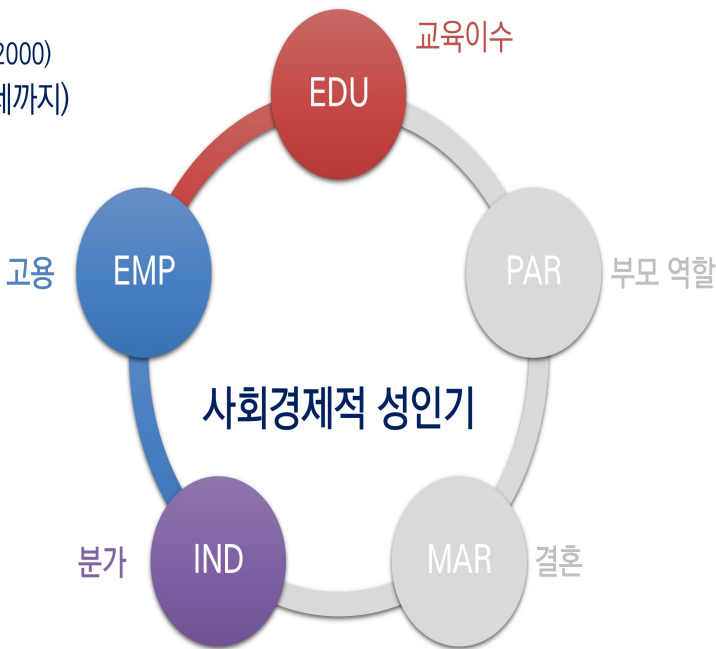 2000)
세까지)
교육이수
EDU
고용
EMP
PAR
부모 역할
사회경제적 성인기
분가
IND
MAR
결혼